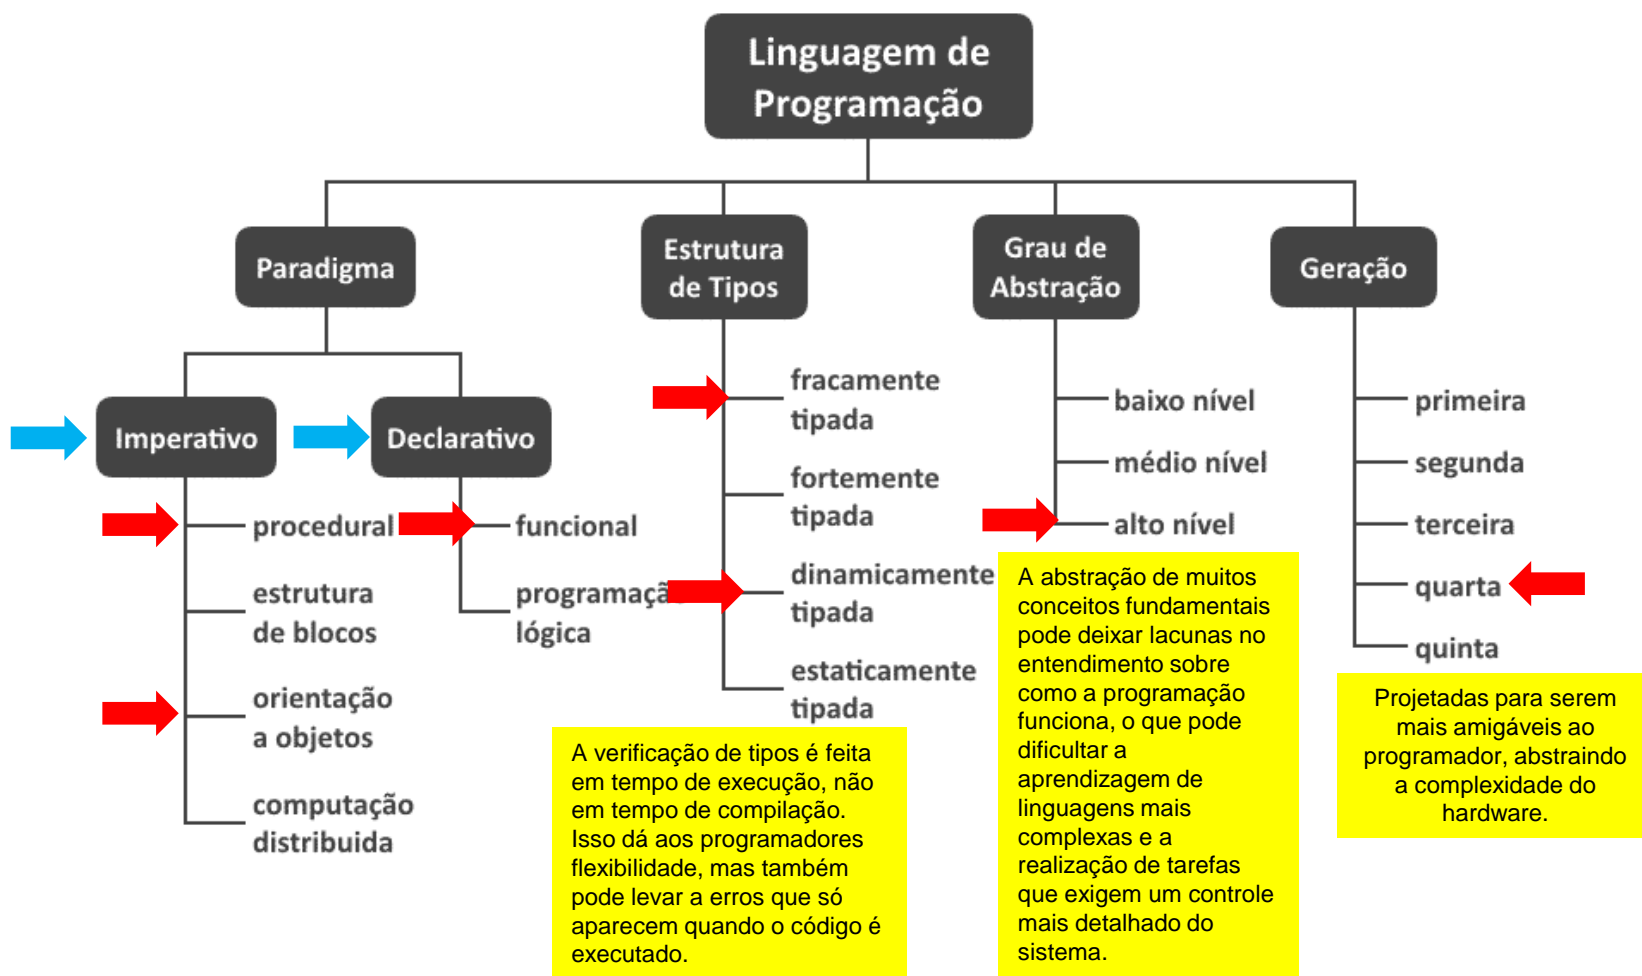 Linguagem de
Programação
Paradigma
Estrutura
de Tipos
Grau de
Abstração
Geração
Imperativo
Declarativo
procedural
estrutura
de blocos
orientação
a objetos
computação
distribuida
funcional
programação
lógica
fracamente
tipada
fortemente
tipada
dinamicamente
tipada
estaticamente
tipada
A verificação de tipos é feita
em tempo de execução, não
em tempo de compilação.
Isso dá aos programadores
flexibilidade, mas também
pode levar a erros que só
aparecem quando o código é
executado.
baixo nível
médio nível
alto nível
A abstração de muitos
conceitos fundamentais
pode deixar lacunas no
entendimento sobre
como a programação
funciona, o que pode
dificultar a
aprendizagem de
linguagens mais
complexas e a
realização de tarefas
que exigem um controle
mais detalhado do
sistema.
primeira
segunda
terceira
quarta
quinta
Projetadas para serem
mais amigáveis ao
programador, abstraindo
a complexidade do
hardware.